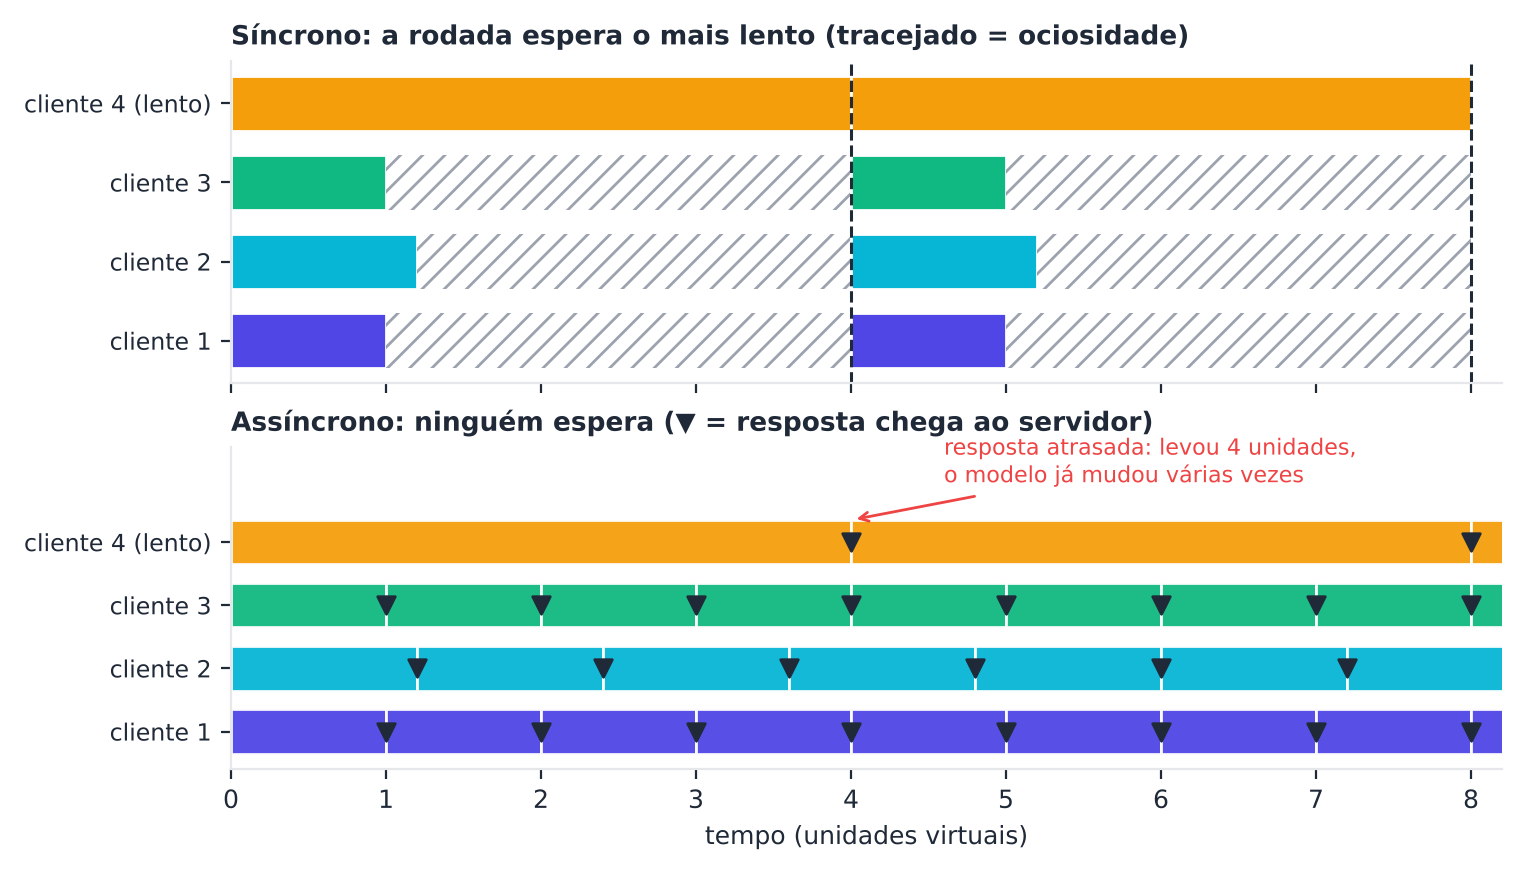 Síncrono: a rodada espera o mais lento (tracejado = ociosidade)
cliente 4 (lento)
cliente 3
cliente 2
cliente 1
Assíncrono: ninguém espera (▼ = resposta chega ao servidor)
resposta atrasada: levou 4 unidades,
o modelo já mudou várias vezes
cliente 4 (lento)
cliente 3
cliente 2
cliente 1
0 1 2 3 4 5 6 7 8
tempo (unidades virtuais)